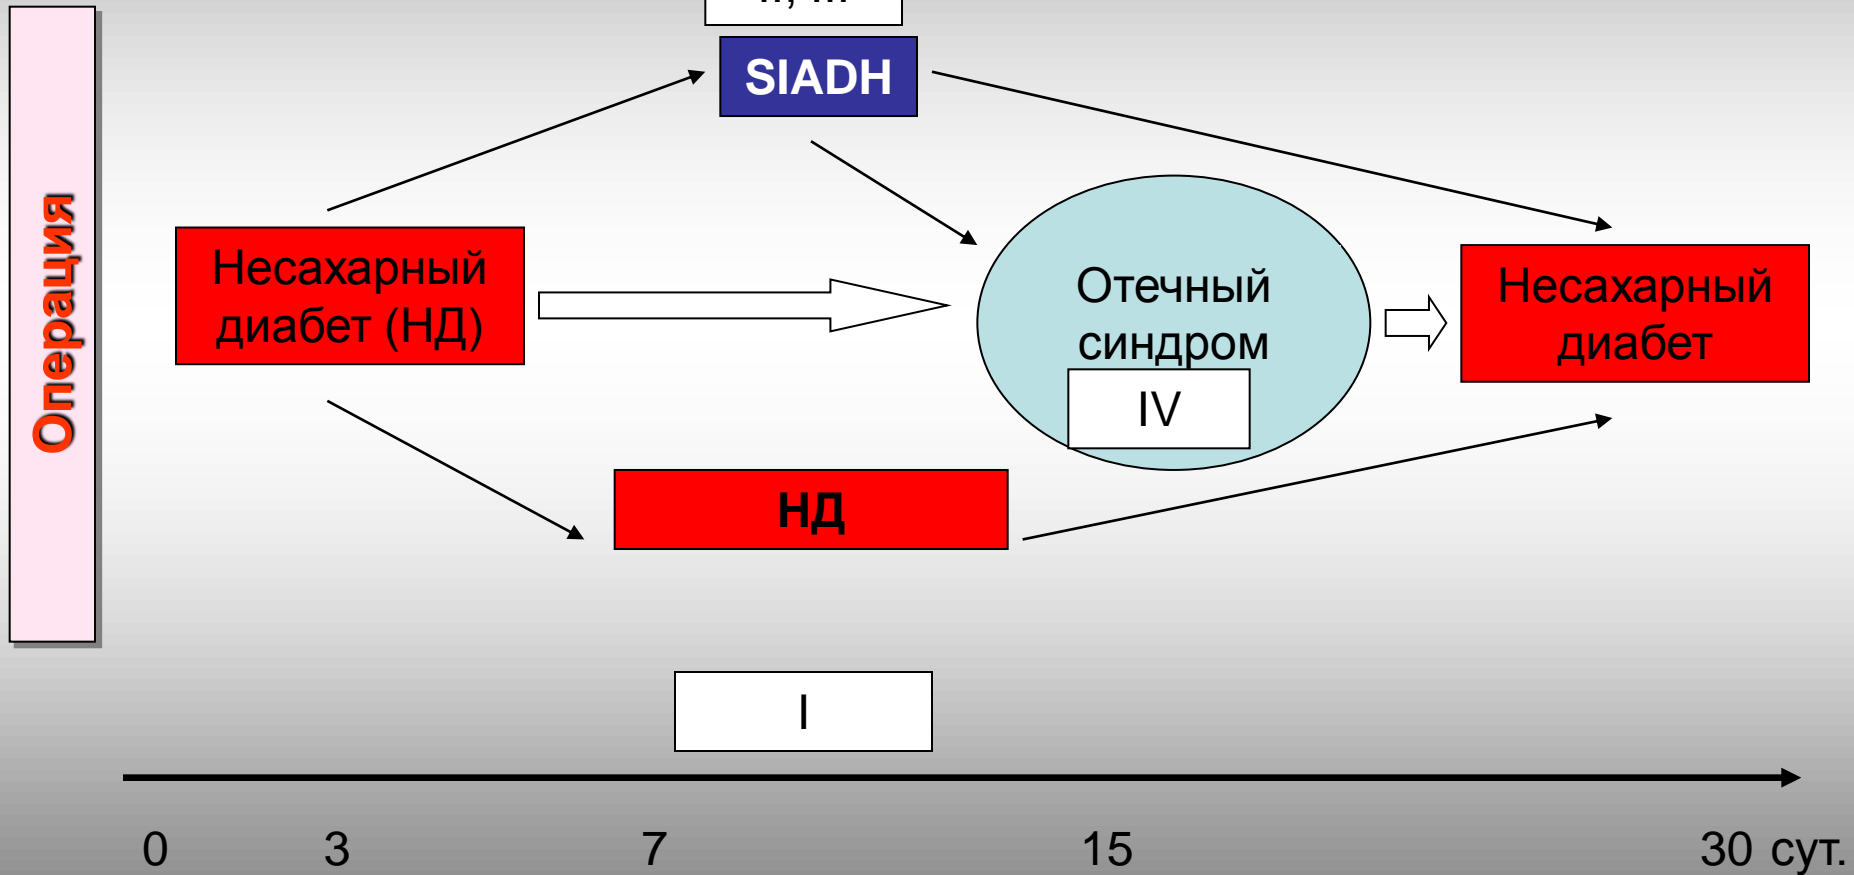 SIADH
Операция
Несахарный
диабет (НД)
Отечный
синдром
IV
Несахарный
диабет
НД
I
0 3 7 15 30 сут.